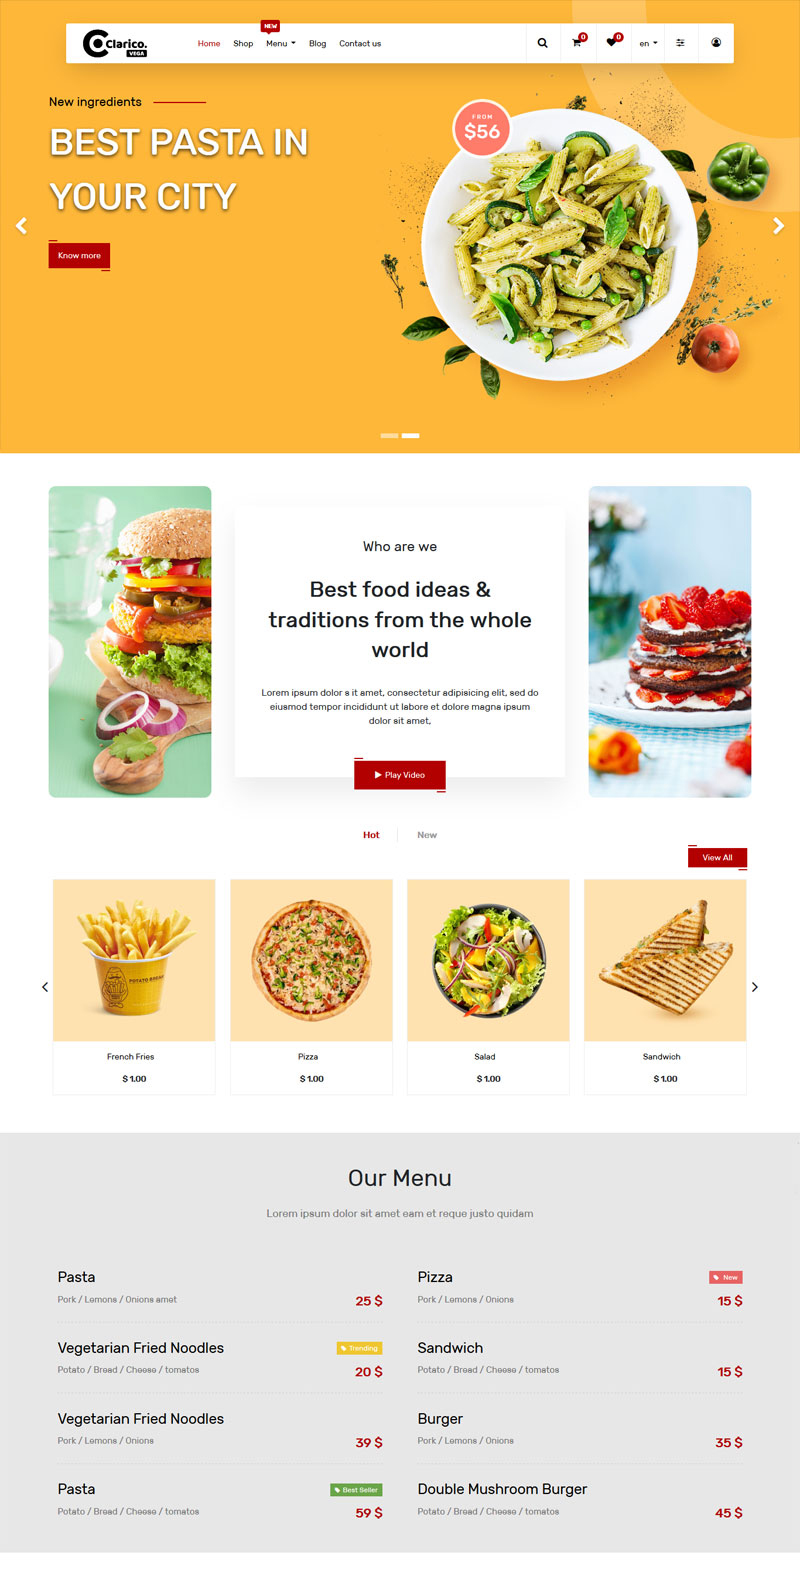 NEW
Clarico.
VEGA
Home Shop Menu Blog Contact us 0 0 en
New ingredients
FROM
$56
BEST PASTA IN
YOUR CITY
Know more
Who are we
Best food ideas &
traditions from the whole
world
Lorem ipsum dolor s it amet, consectetur adipisicing elit, sed do
eiusmod tempor incididunt ut labore et dolore magna ipsum
dolor sit amet,
Play Video
Hot New
View All
French Fries Pizza Salad Sandwich
$ 1.00 $ 1.00 $ 1.00 $ 1.00
Our Menu
Lorem ipsum dolor sit amet eam et reque justo quidam
Pasta
Pork / Lemons / Onions amet
25 $
Pizza
New
Pork / Lemons / Onions
15 $
Vegetarian Fried Noodles
Trending
Potato / Bread / Cheese / tomatos
20 $
Sandwich
Potato / Bread / Cheese / tomatos
15 $
Vegetarian Fried Noodles
Pork / Lemons / Onions
39 $
Burger
Pork / Lemons / Onions
35 $
Pasta
Best Seller
Potato / Bread / Cheese / tomatos
59 $
Double Mushroom Burger
Potato / Bread / Cheese / tomatos
45 $